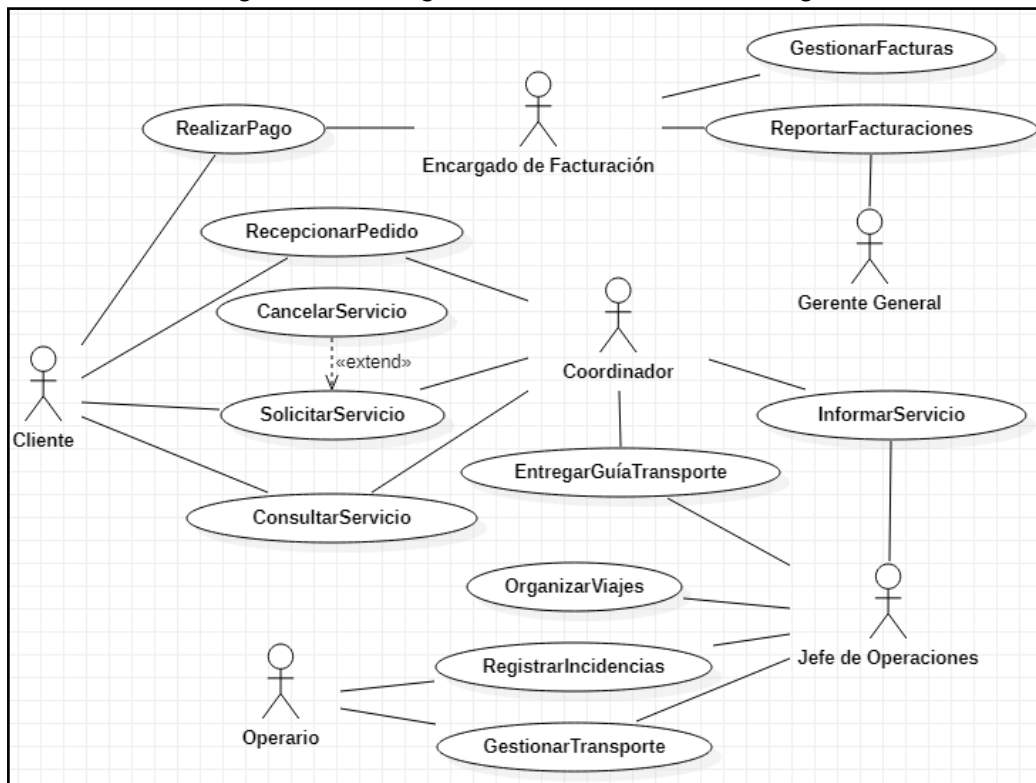 GestionarFacturas
RealizarPago
ReportarFacturaciones
Encargado de Facturación
RecepcionarPedido
Gerente General
CancelarServicio
«extend»
Coordinador
SolicitarServicio
InformarServicio
Cliente
EntregarGuíaTransporte
ConsultarServicio
OrganizarViajes
RegistrarIncidencias
Jefe de Operaciones
Operario
GestionarTransporte